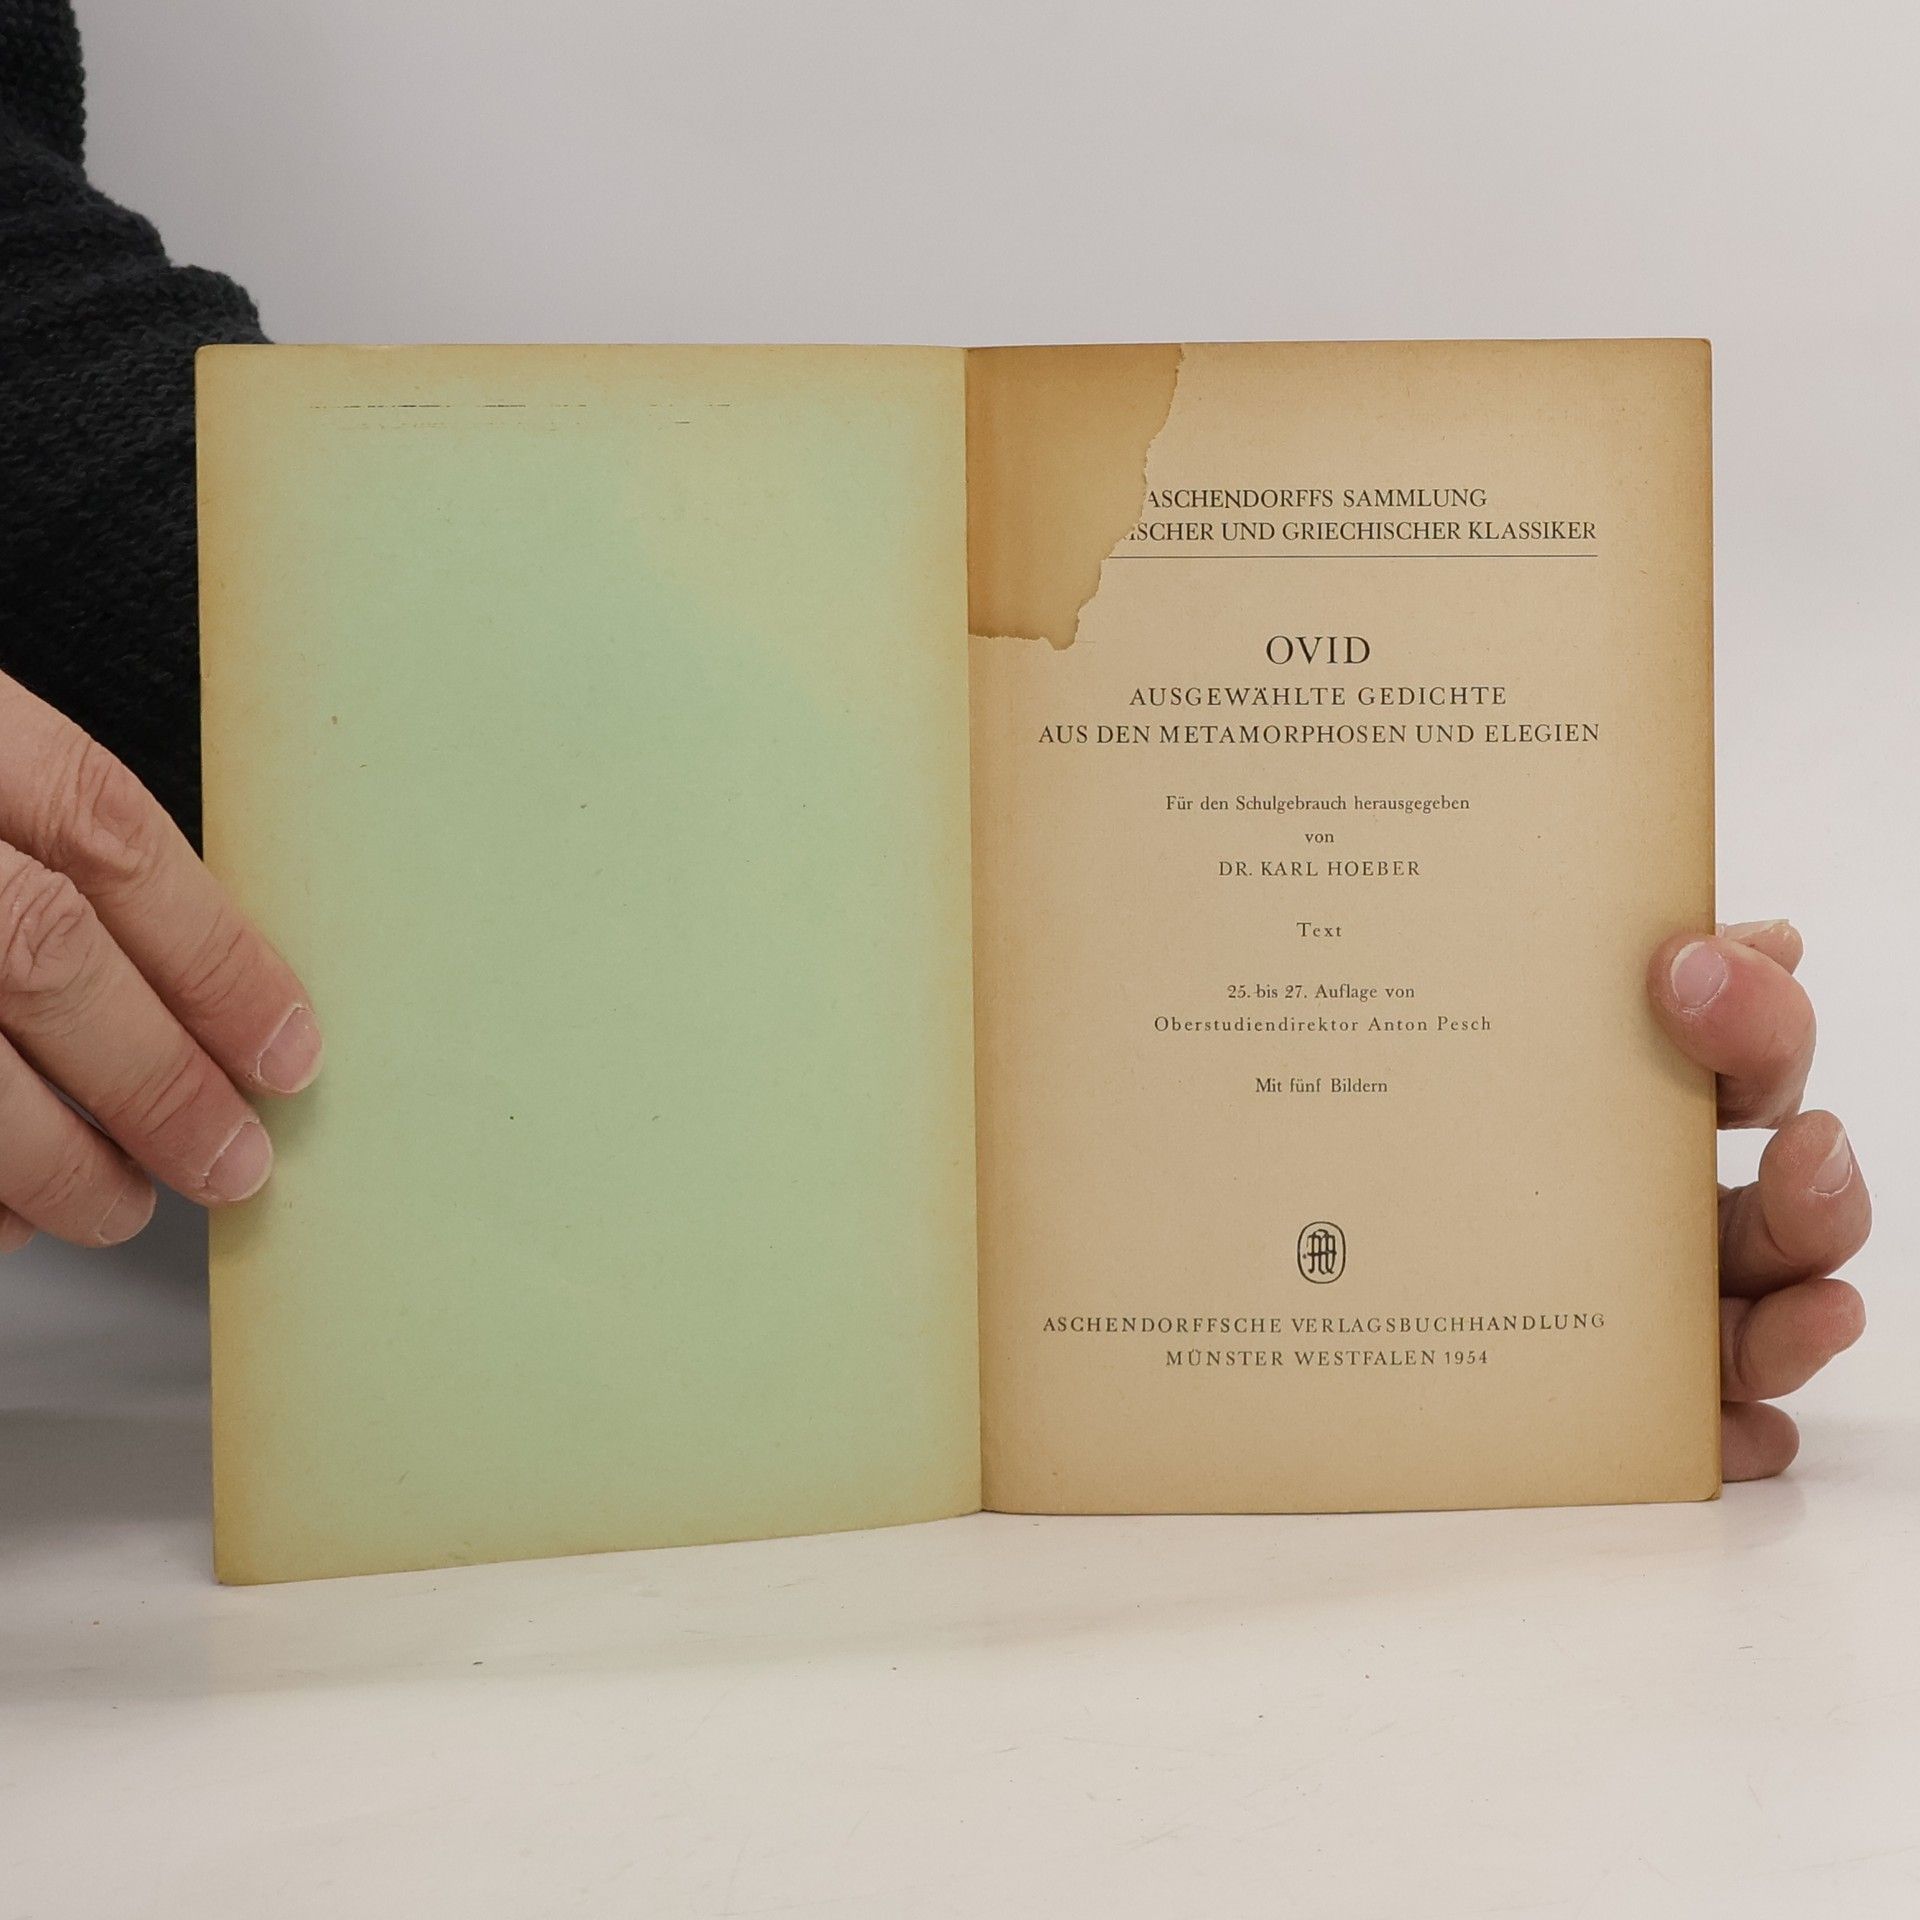 ASCHENDORFFS SAMMLUNG
ISCHER UND GRIECHISCHER KLASSIKER
OVID
AUSGEWÄHLTE GEDICHTE
AUS DEN METAMORPHOSEN UND ELEGIEN
Für den Schulgebrauch herausgegeben
von
DR. KARL HOEBER
Text
25. bis 27. Auflage von
Oberstudiendirektor Anton Pesch
Mit fünf Bildern
ASCHENDORFFSCHE VERLAGSBUCHHANDLUNG
MÜNSTER WESTFALEN 1954